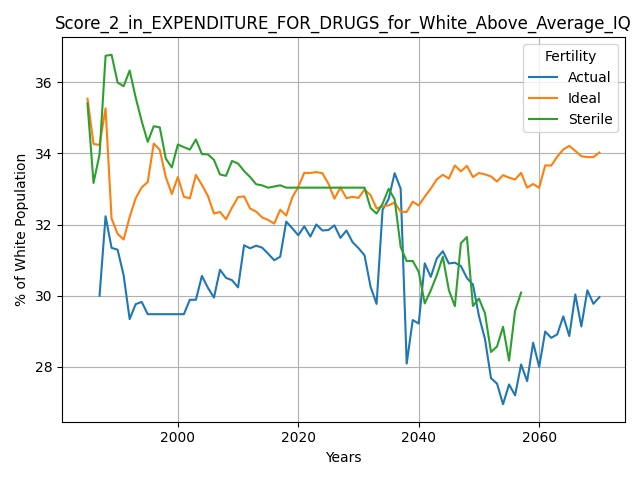 Score_2_in_EXPENDITURE_FOR_DRUGS_for_White_Above_Average_IQ
Fertility
Actual
Ideal
Sterile
% of White Population
36
34
32
30
28
2000
2020
2040
2060
Years